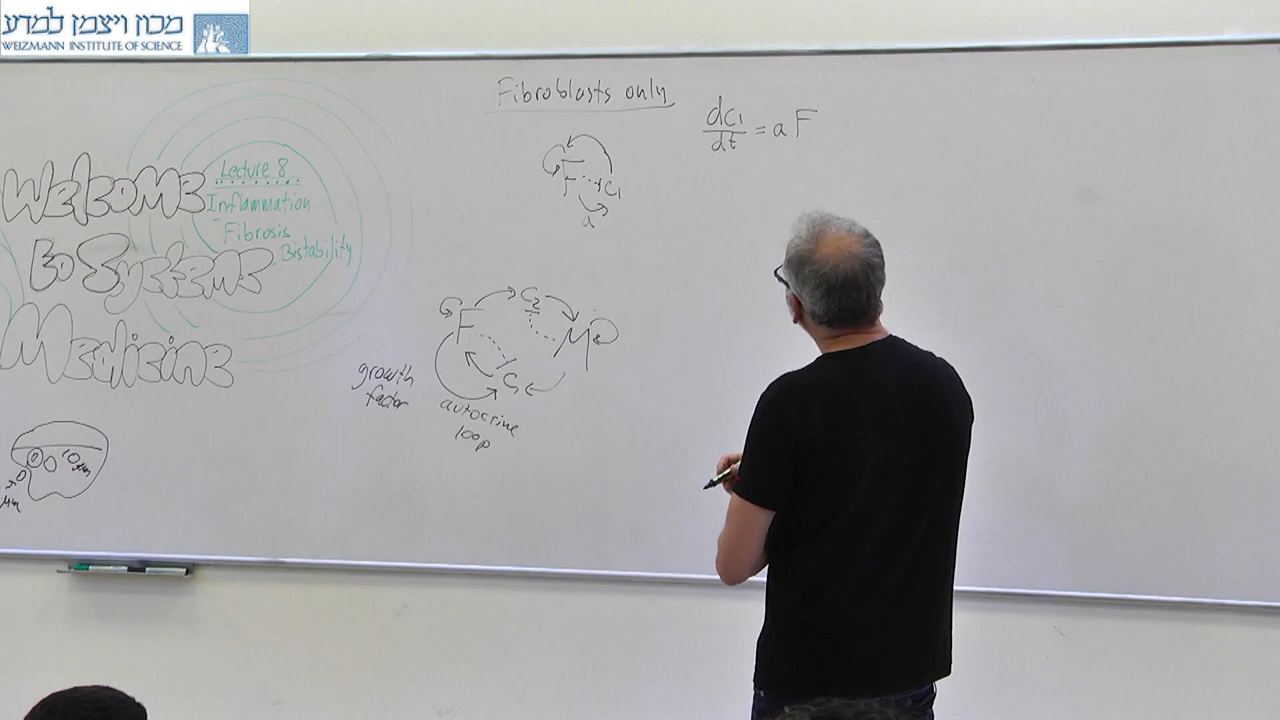 מכון ויצמן למדע
WEIZMANN INSTITUTE OF SCIENCE
Welcome
to Systems
Medicine
Lecture 8
Inflammation
Fibrosis
Bistability
Fibroblasts only
F C₁
a
dC₁/dt = a F
F C₂ M
C₁
growth
factor
autocrine
loop